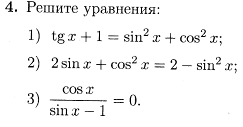 4. Решите уравнения:
1) tg x + 1 = sin² x + cos² x;
2) 2 sin x + cos² x = 2 − sin² x;
3) cos x / (sin x − 1) = 0.